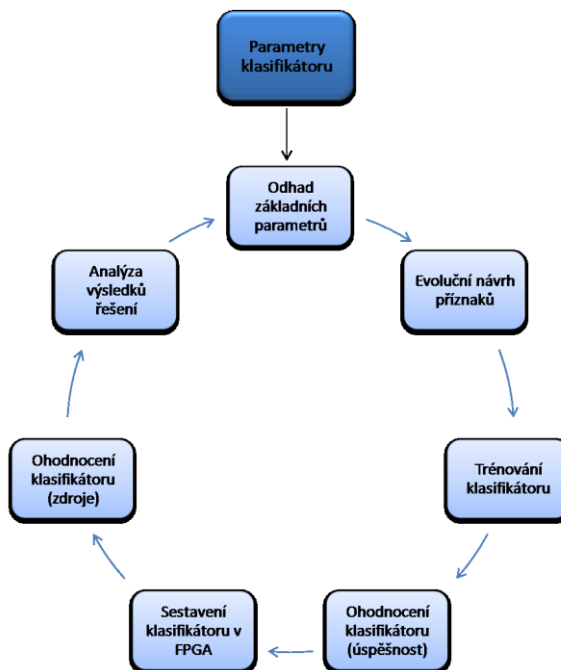 Parametry
klasifikátoru
Odhad
základních
parametrů
Evoluční návrh
příznaků
Trénování
klasifikátoru
Ohodnocení
klasifikátoru
(úspěšnost)
Sestavení
klasifikátoru v
FPGA
Ohodnocení
klasifikátoru
(zdroje)
Analýza
výsledků
řešení